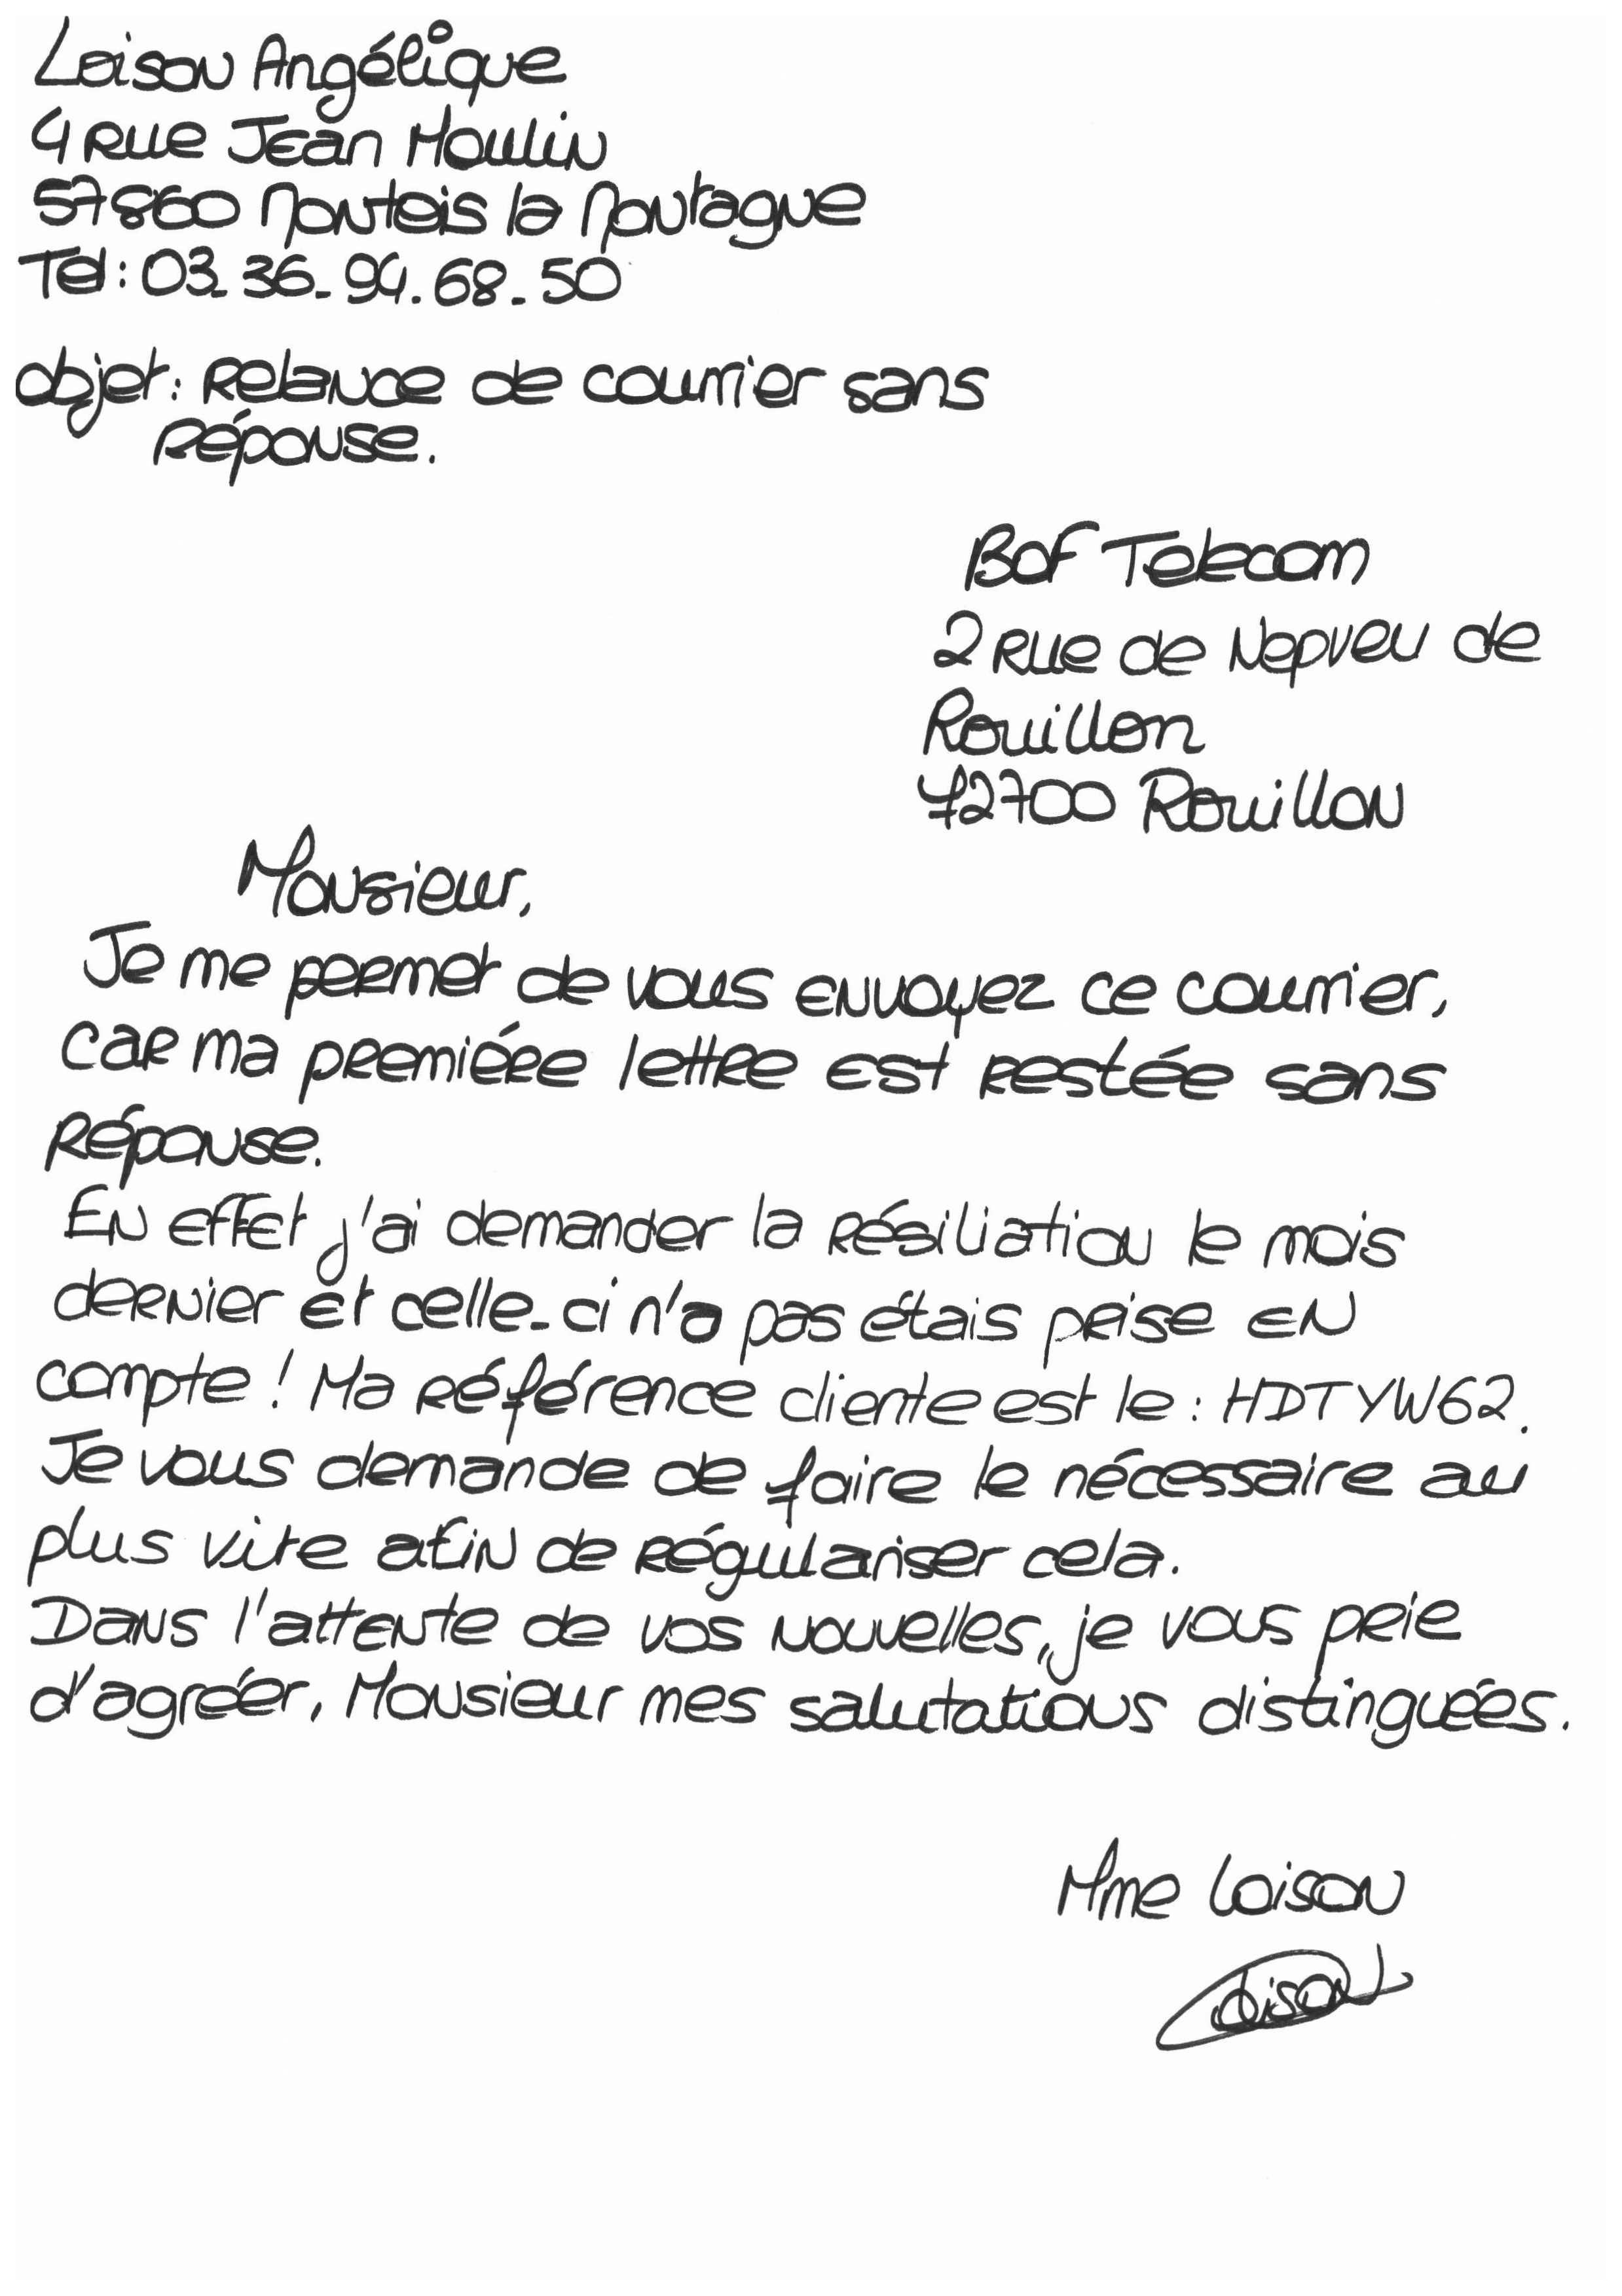 Loison Angélique
4 Rue Jean Moulin
57860 Montois la Montagne
Tel : 03.36.94.68.50
objet : Relance de courrier sans
Réponse.
Bof Telecom
2 Rue de Nepveu de
Rouillon
72700 Rouillon
Monsieur,
Je me permet de vous envoyez ce courrier,
car ma premiére lettre est restée sans
Réponse.
En effet j'ai demander la résiliation le mois
dernier et celle-ci n'a pas étais prise en
compte ! Ma référence cliente est le : HDTYW62.
Je vous demande de faire le nécessaire au
plus vite afin de régulariser cela.
Dans l'attente de vos nouvelles, je vous prie
d'agréer, Monsieur mes salutations distinguées.
Mme Loison
Loison